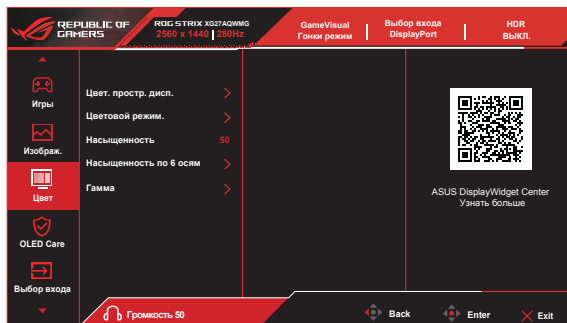 REPUBLIC OF
GAMERS
ROG STRIX XG27AQWMG
2560 x 1440 | 280Hz
GameVisual
Гонки режим
Выбор входа
DisplayPort
HDR
ВЫКЛ.
Игры
Изображ.
Цвет
OLED Care
Выбор входа
Цвет. простр. дисп.
Цветовой режим.
Насыщенность 50
Насыщенность по 6 осям
Гамма
ASUS DisplayWidget Center
Узнать больше
Громкость 50
Back
Enter
Exit